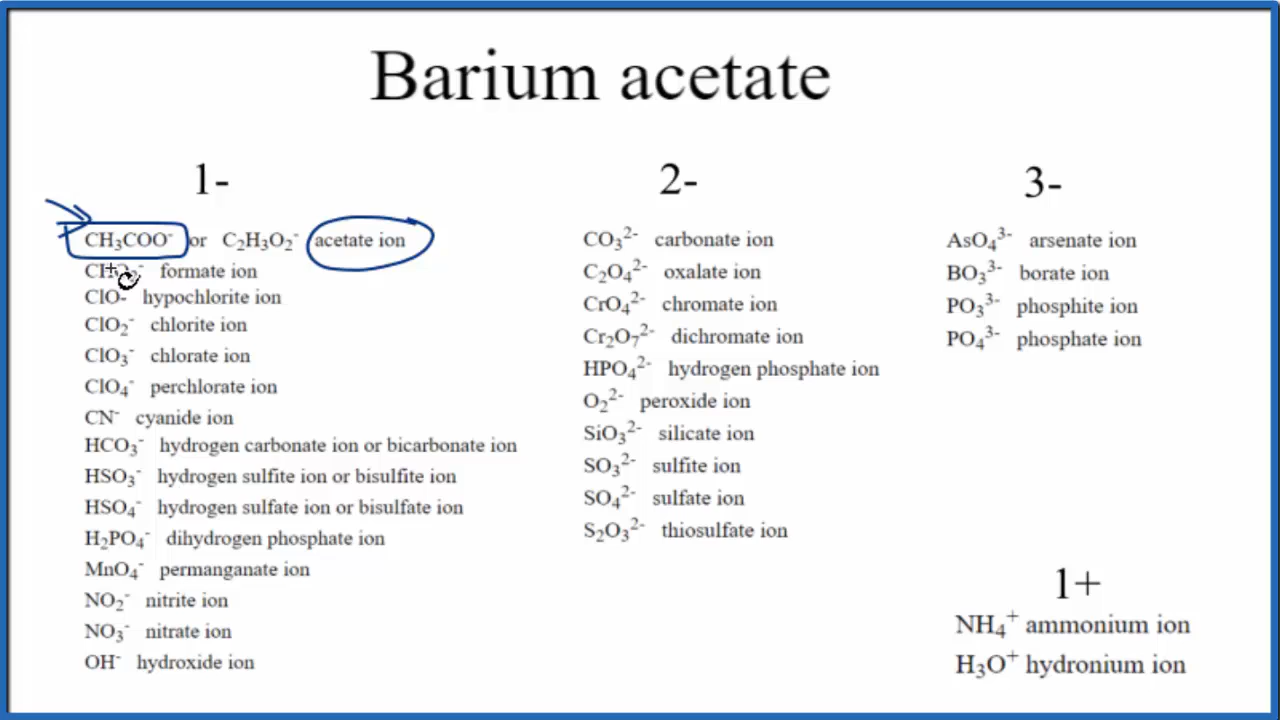 Barium acetate
1-
CH₃COO⁻ or C₂H₃O₂⁻ acetate ion
formate ion
ClO- hypochlorite ion
ClO₂⁻ chlorite ion
ClO₃⁻ chlorate ion
ClO₄⁻ perchlorate ion
CN⁻ cyanide ion
HCO₃⁻ hydrogen carbonate ion or bicarbonate ion
HSO₃⁻ hydrogen sulfite ion or bisulfite ion
HSO₄⁻ hydrogen sulfate ion or bisulfate ion
H₂PO₄⁻ dihydrogen phosphate ion
MnO₄⁻ permanganate ion
NO₂⁻ nitrite ion
NO₃⁻ nitrate ion
OH⁻ hydroxide ion
2-
CO₃²⁻ carbonate ion
C₂O₄²⁻ oxalate ion
CrO₄²⁻ chromate ion
Cr₂O₇²⁻ dichromate ion
HPO₄²⁻ hydrogen phosphate ion
O₂²⁻ peroxide ion
SiO₃²⁻ silicate ion
SO₃²⁻ sulfite ion
SO₄²⁻ sulfate ion
S₂O₃²⁻ thiosulfate ion
3-
AsO₄³⁻ arsenate ion
BO₃³⁻ borate ion
PO₃³⁻ phosphite ion
PO₄³⁻ phosphate ion
1+
NH₄⁺ ammonium ion
H₃O⁺ hydronium ion